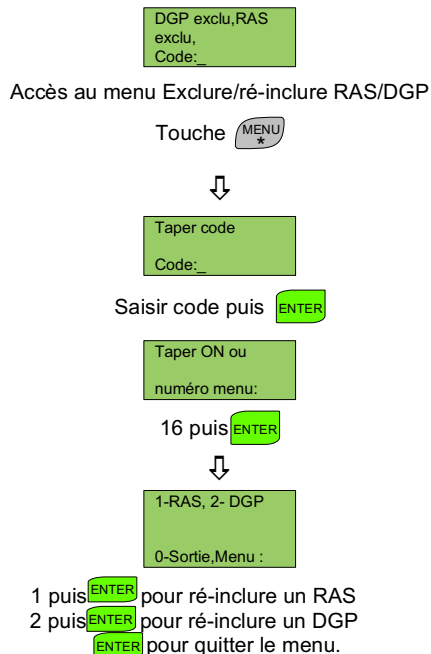 DGP exclu,RAS
exclu,
Code:_
Accès au menu Exclure/ré-inclure RAS/DGP
Touche MENU
*
Taper code
Code:_
Saisir code puis ENTER
Taper ON ou
numéro menu:
16 puis ENTER
1-RAS, 2- DGP
0-Sortie,Menu :
1 puis ENTER pour ré-inclure un RAS
2 puis ENTER pour ré-inclure un DGP
ENTER pour quitter le menu.